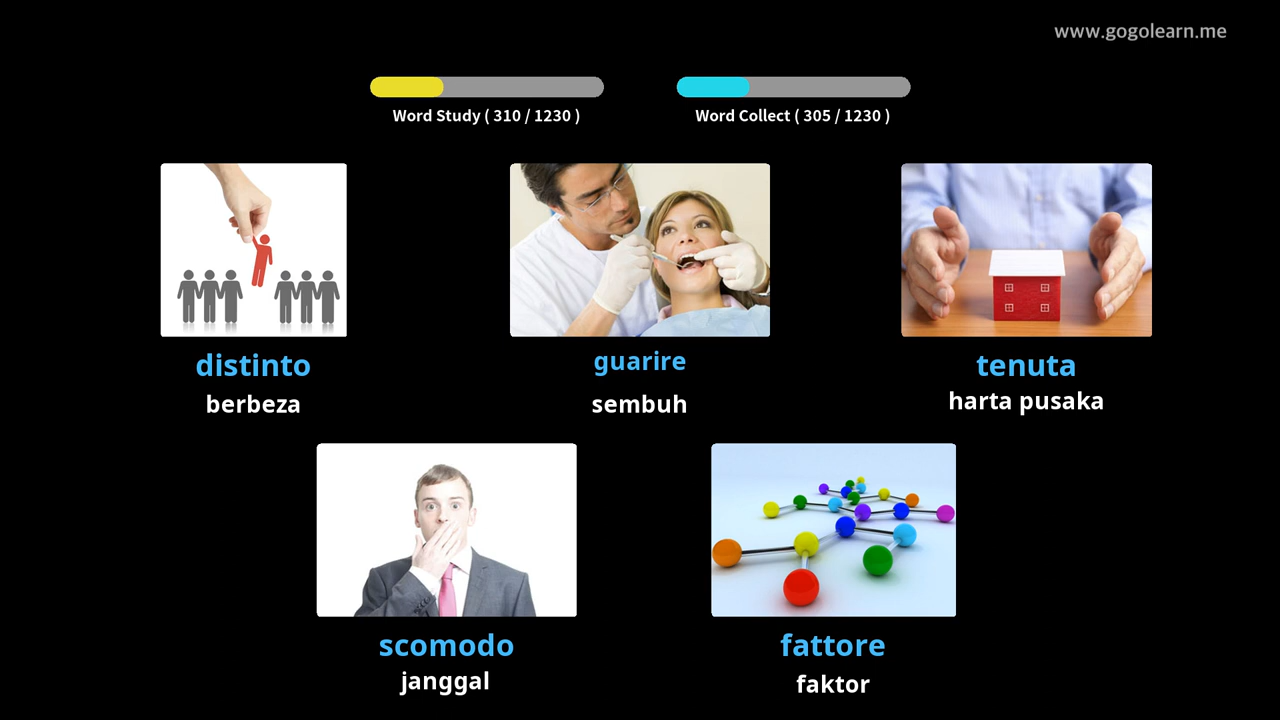 www.gogolearn.me
Word Study ( 310 / 1230 )
Word Collect ( 305 / 1230 )
distinto
berbeza
guarire
sembuh
tenuta
harta pusaka
scomodo
janggal
fattore
faktor